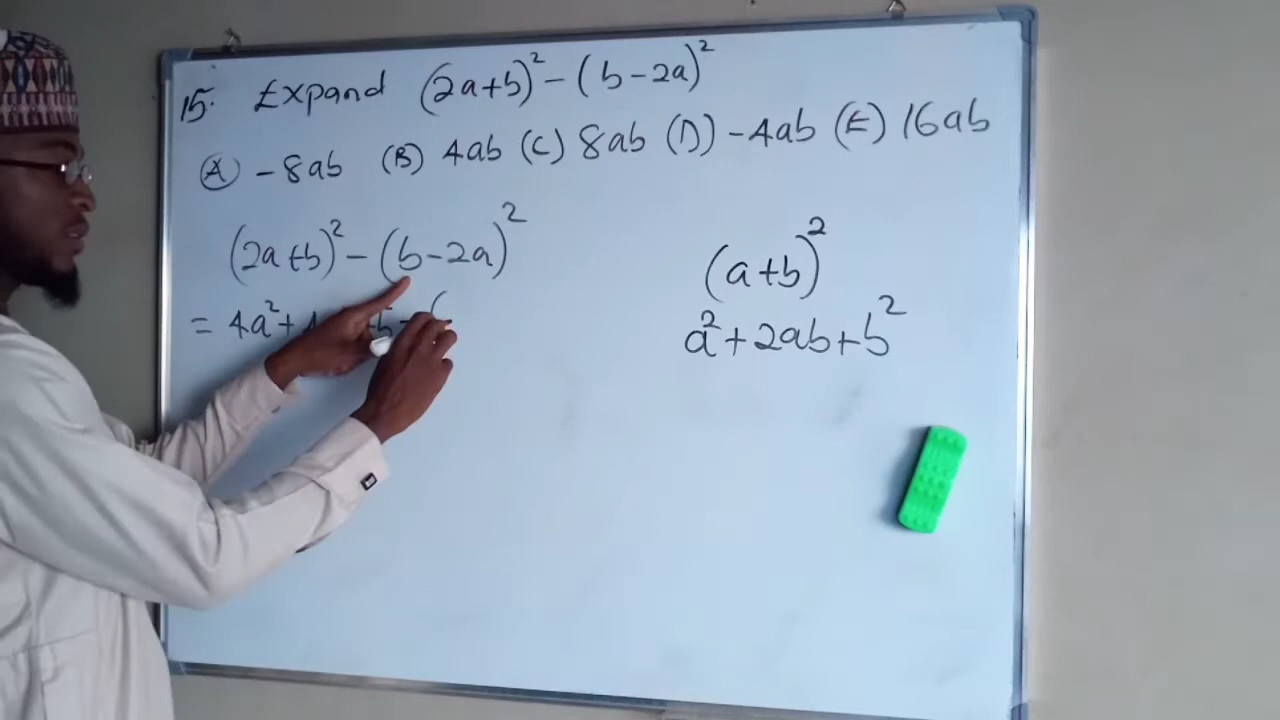 15. Expand (2a+b)² - (b-2a)²
(A) -8ab (B) 4ab (C) 8ab (D) -4ab (E) 16ab
(2a+b)² - (b-2a)²
= 4a²+
(a+b)²
a²+2ab+b²